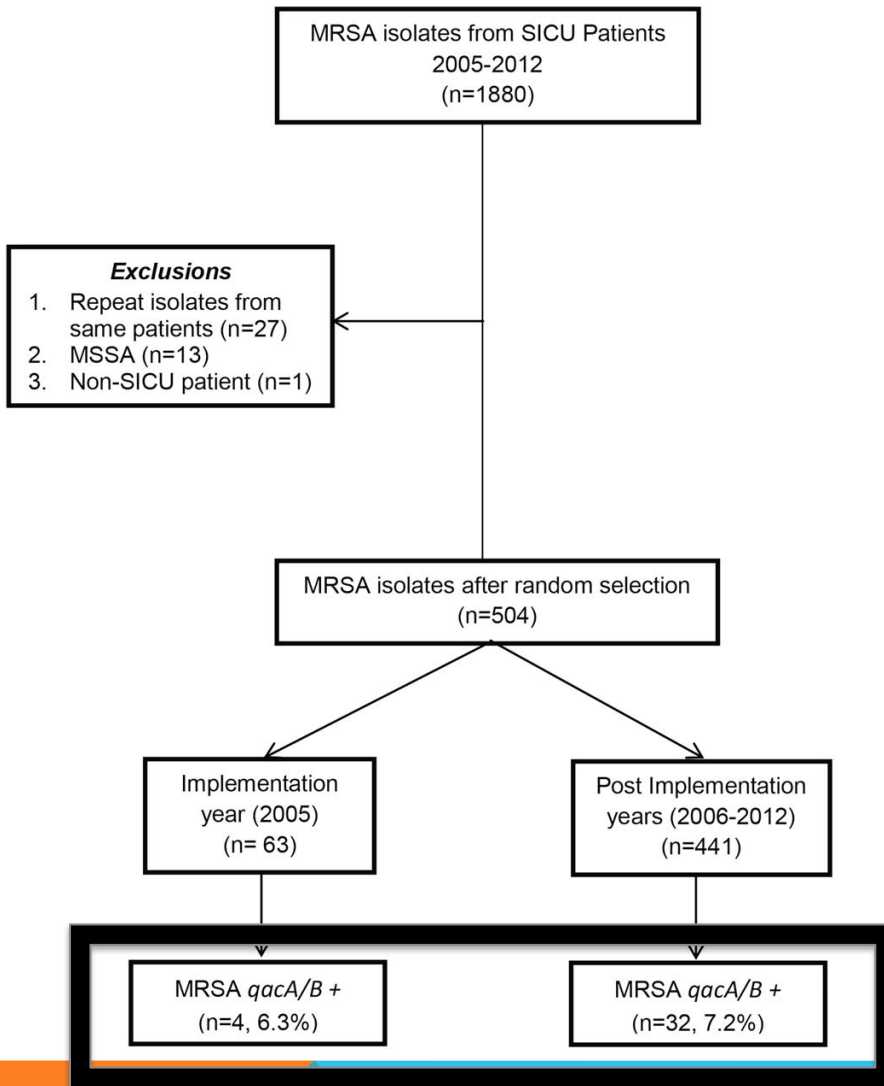 MRSA isolates from SICU Patients
2005-2012
(n=1880)
Exclusions
1. Repeat isolates from
same patients (n=27)
2. MSSA (n=13)
3. Non-SICU patient (n=1)
MRSA isolates after random selection
(n=504)
Implementation
year (2005)
(n= 63)
Post Implementation
years (2006-2012)
(n=441)
MRSA qacA/B +
(n=4, 6.3%)
MRSA qacA/B +
(n=32, 7.2%)